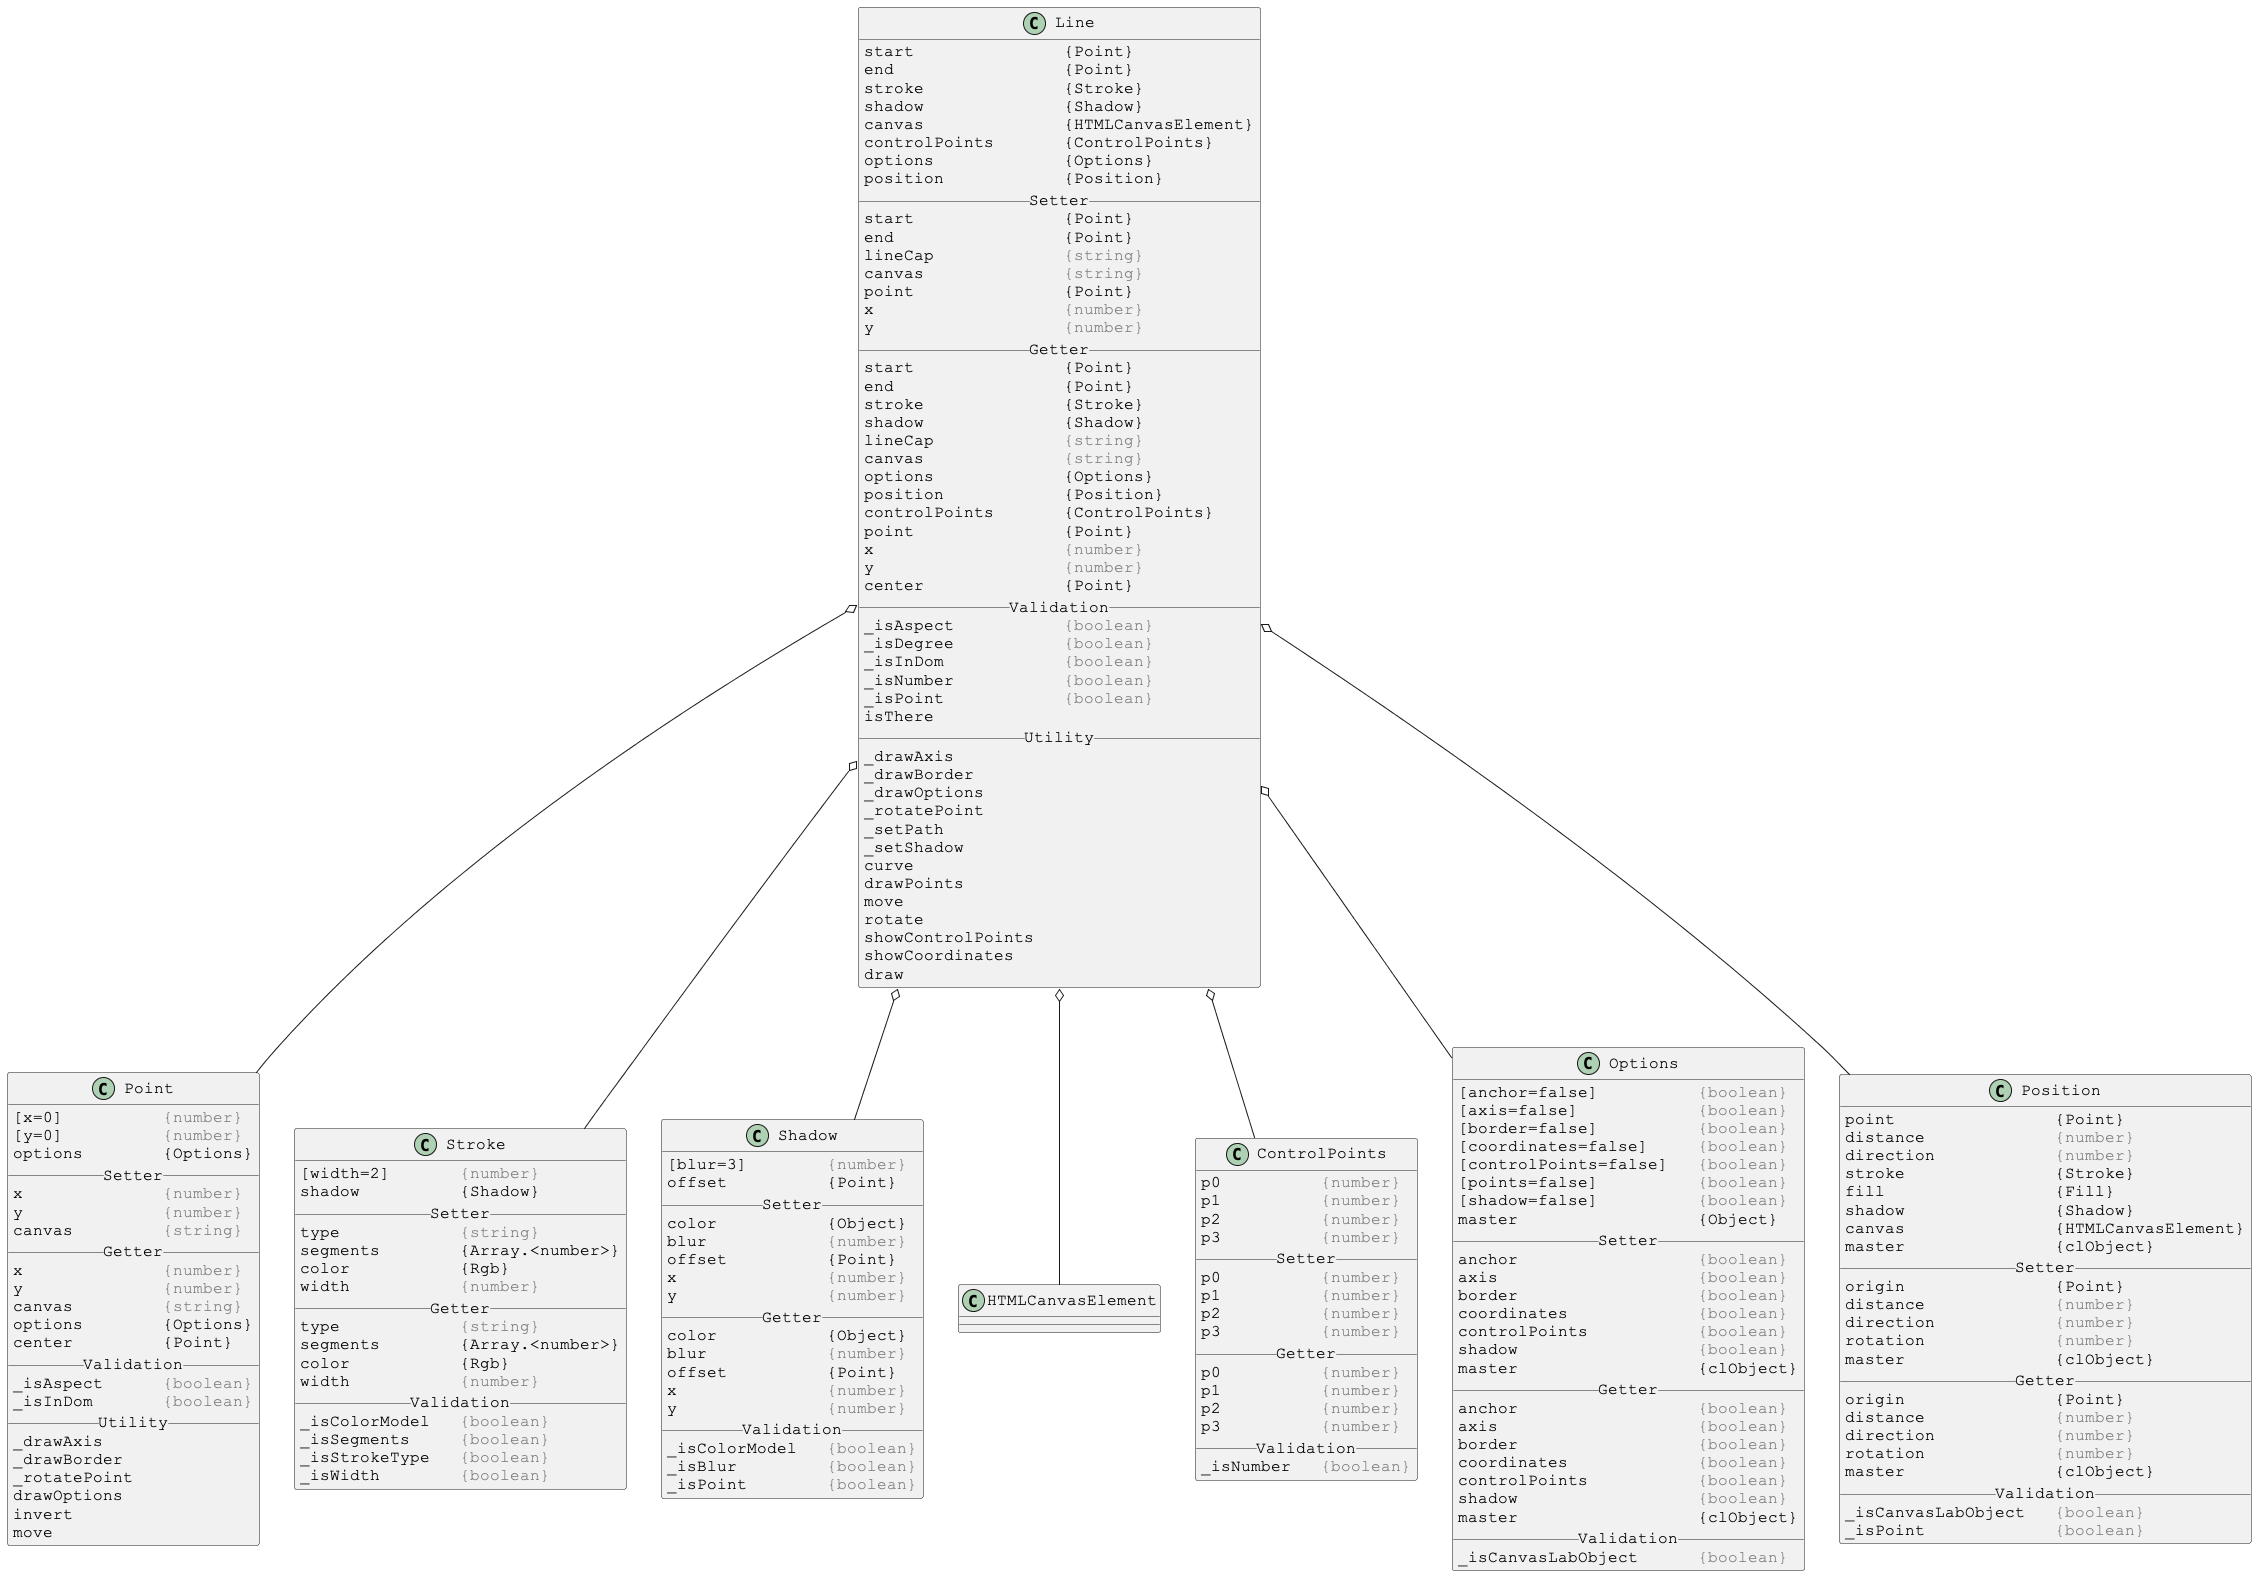 C Line
start {Point}
end {Point}
stroke {Stroke}
shadow {Shadow}
canvas {HTMLCanvasElement}
controlPoints {ControlPoints}
options {Options}
position {Position}
Setter
start {Point}
end {Point}
lineCap {string}
canvas {string}
point {Point}
x {number}
y {number}
Getter
start {Point}
end {Point}
stroke {Stroke}
shadow {Shadow}
lineCap {string}
canvas {string}
options {Options}
position {Position}
controlPoints {ControlPoints}
point {Point}
x {number}
y {number}
center {Point}
Validation
_isAspect {boolean}
_isDegree {boolean}
_isInDom {boolean}
_isNumber {boolean}
_isPoint {boolean}
isThere
Utility
_drawAxis
_drawBorder
_drawOptions
_rotatePoint
_setPath
_setShadow
curve
drawPoints
move
rotate
showControlPoints
showCoordinates
draw
C Point
[x=0] {number}
[y=0] {number}
options {Options}
Setter
x {number}
y {number}
canvas {string}
Getter
x {number}
y {number}
canvas {string}
options {Options}
center {Point}
Validation
_isAspect {boolean}
_isInDom {boolean}
Utility
_drawAxis
_drawBorder
_rotatePoint
drawOptions
invert
move
C Stroke
[width=2] {number}
shadow {Shadow}
Setter
type {string}
segments {Array.<number>}
color {Rgb}
width {number}
Getter
type {string}
segments {Array.<number>}
color {Rgb}
width {number}
Validation
_isColorModel {boolean}
_isSegments {boolean}
_isStrokeType {boolean}
_isWidth {boolean}
C Shadow
[blur=3] {number}
offset {Point}
Setter
color {Object}
blur {number}
offset {Point}
x {number}
y {number}
Getter
color {Object}
blur {number}
offset {Point}
x {number}
y {number}
Validation
_isColorModel {boolean}
_isBlur {boolean}
_isPoint {boolean}
C HTMLCanvasElement
C ControlPoints
p0 {number}
p1 {number}
p2 {number}
p3 {number}
Setter
p0 {number}
p1 {number}
p2 {number}
p3 {number}
Getter
p0 {number}
p1 {number}
p2 {number}
p3 {number}
Validation
_isNumber {boolean}
C Options
[anchor=false] {boolean}
[axis=false] {boolean}
[border=false] {boolean}
[coordinates=false] {boolean}
[controlPoints=false] {boolean}
[points=false] {boolean}
[shadow=false] {boolean}
master {Object}
Setter
anchor {boolean}
axis {boolean}
border {boolean}
coordinates {boolean}
controlPoints {boolean}
shadow {boolean}
master {clObject}
Getter
anchor {boolean}
axis {boolean}
border {boolean}
coordinates {boolean}
controlPoints {boolean}
shadow {boolean}
master {clObject}
Validation
_isCanvasLabObject {boolean}
C Position
point {Point}
distance {number}
direction {number}
stroke {Stroke}
fill {Fill}
shadow {Shadow}
canvas {HTMLCanvasElement}
master {clObject}
Setter
origin {Point}
distance {number}
direction {number}
rotation {number}
master {clObject}
Getter
origin {Point}
distance {number}
direction {number}
rotation {number}
master {clObject}
Validation
_isCanvasLabObject {boolean}
_isPoint {boolean}